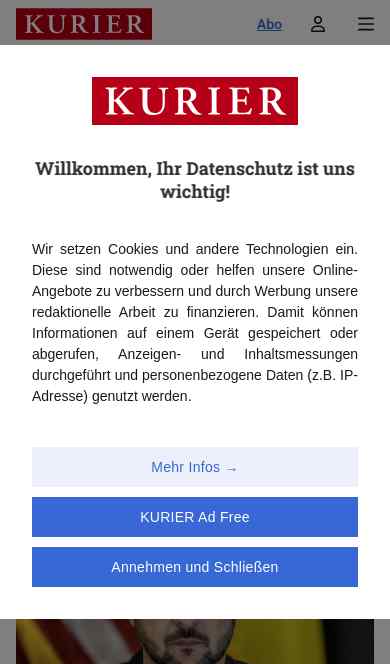 KURIER
Abo
KURIER
Willkommen, Ihr Datenschutz ist uns
wichtig!
Wir setzen Cookies und andere Technologien ein.
Diese sind notwendig oder helfen unsere Online-
Angebote zu verbessern und durch Werbung unsere
redaktionelle Arbeit zu finanzieren. Damit können
Informationen auf einem Gerät gespeichert oder
abgerufen, Anzeigen- und Inhaltsmessungen
durchgeführt und personenbezogene Daten (z.B. IP-
Adresse) genutzt werden.
Mehr Infos →
KURIER Ad Free
Annehmen und Schließen